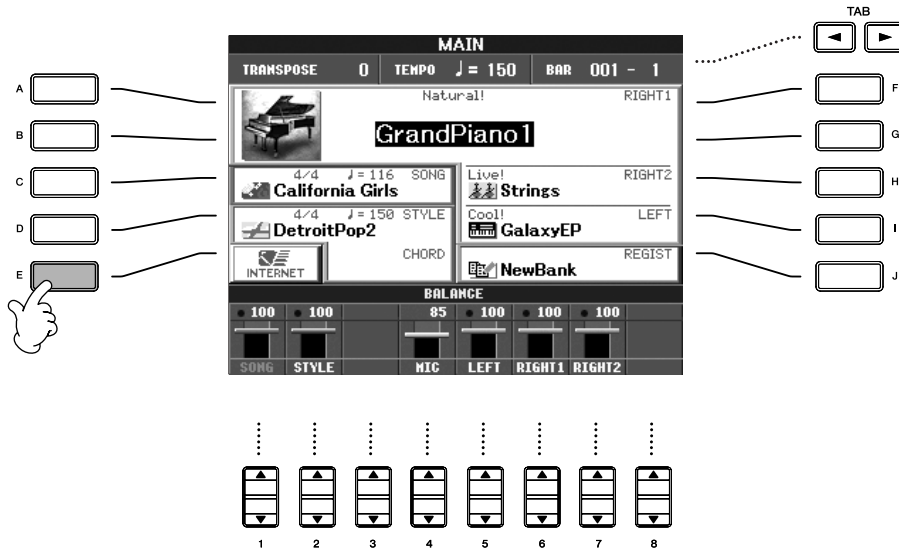 TAB
MAIN
TRANSPOSE 0 TEMPO ♩= 150 BAR 001 - 1
A
F
Natural! RIGHT1
B
G
GrandPiano1
C
H
4/4 ♩= 116 SONG
California Girls
Live! RIGHT2
Strings
D
I
4/4 ♩= 150 STYLE
DetroitPop2
Cool! LEFT
GalaxyEP
E
J
INTERNET
CHORD
REGIST
NewBank
BALANCE
100 100 85 100 100 100
SONG STYLE MIC LEFT RIGHT1 RIGHT2
1 2 3 4 5 6 7 8